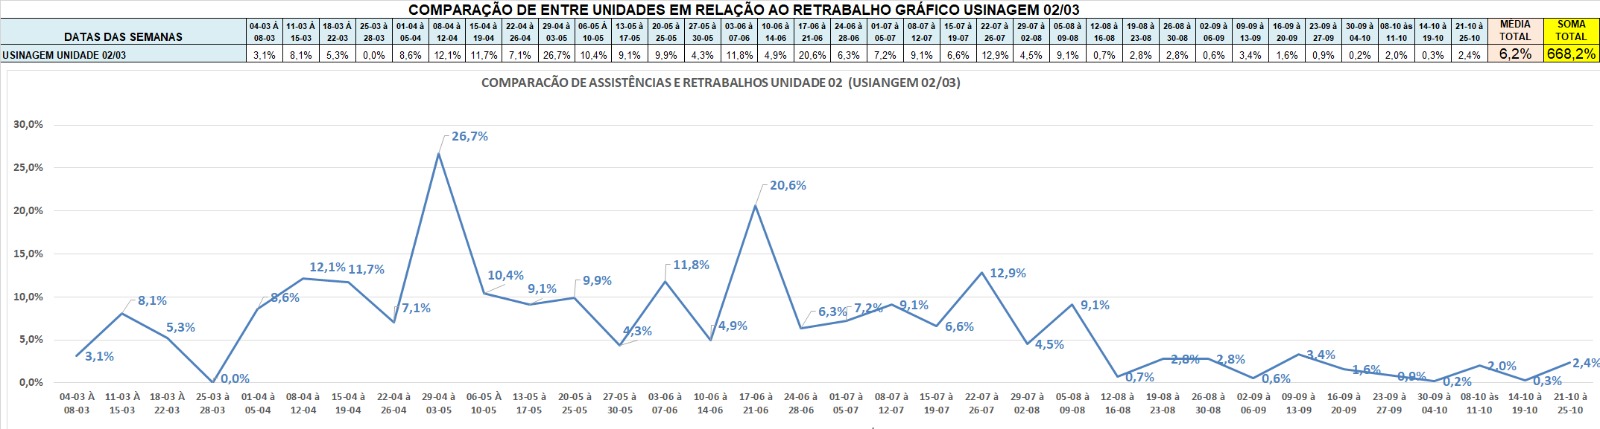 COMPARAÇÃO DE ENTRE UNIDADES EM RELAÇÃO AO RETRABALHO GRÁFICO USINAGEM 02/03
DATAS DAS SEMANAS 04-03 À 08-03 11-03 à 15-03 18-03 À 22-03 25-03 à 28-03 01-04 à 05-04 08-04 à 12-04 15-04 à 19-04 22-04 à 26-04 29-04 à 03-05 06-05 À 10-05 13-05 à 17-05 20-05 à 25-05 27-05 à 30-05 03-06 à 07-06 10-06 À 14-06 17-06 à 21-06 24-06 à 28-06 01-07 à 05-07 08-07 à 12-07 15-07 à 19-07 22-07 à 26-07 29-07 à 02-08 05-08 à 09-08 12-08 à 16-08 19-08 à 23-08 26-08 à 30-08 02-09 à 06-09 09-09 à 13-09 16-09 à 20-09 23-09 à 27-09 30-09 à 04-10 08-10 às 11-10 14-10 à 19-10 21-10 à 25-10 MÉDIA TOTAL SOMA TOTAL
USINAGEM UNIDADE 02/03 3,1% 8,1% 5,3% 0.0% 8,6% 12,1% 11,7% 7,1% 26,7% 10,4% 9,1% 9,9% 4,3% 11,8% 4,9% 20,6% 6,3% 7,2% 9,1% 6,6% 12,9% 4,5% 9,1% 0,7% 2,8% 2,8% 0,6% 3,4% 1,6% 0,9% 0,2% 2,0% 0,3% 2,4% 6,2% 668,2%
COMPARACÃO DE ASSISTÊNCIAS E RETRABALHOS UNIDADE 02 (USIANGEM 02/03)
30,0%
25,0%
20,0%
15,0%
10,0%
5,0%
0,0%
3,1% 8,1% 5,3% 0,0% 8,6% 12,1% 11,7% 7,1% 26,7% 10,4% 9,1% 9,9% 4,3% 11,8% 4,9% 20,6% 6,3% 7,2% 9,1% 6,6% 12,9% 4,5% 9,1% 0,7% 2,8% 2,8% 0,6% 3,4% 1,6% 0,9% 0,2% 2,0% 0,3% 2,4%
04-03 À 11-03 à 18-03 À 25-03 à 01-04 à 08-04 à 15-04 à 22-04 à 29-04 à 06-05 À 13-05 à 20-05 à 27-05 à 03-06 à 10-06 à 17-06 à 24-06 à 01-07 à 08-07 à 15-07 à 22-07 à 29-07 à 05-08 à 12-08 à 19-08 à 26-08 à 02-09 à 09-09 à 16-09 à 23-09 à 30-09 à 08-10 às 14-10 à 21-10 à
08-03 15-03 22-03 28-03 05-04 12-04 19-04 26-04 03-05 10-05 17-05 25-05 30-05 07-06 14-06 21-06 28-06 05-07 12-07 19-07 26-07 02-08 09-08 16-08 23-08 30-08 06-09 13-09 20-09 27-09 04-10 11-10 19-10 25-10